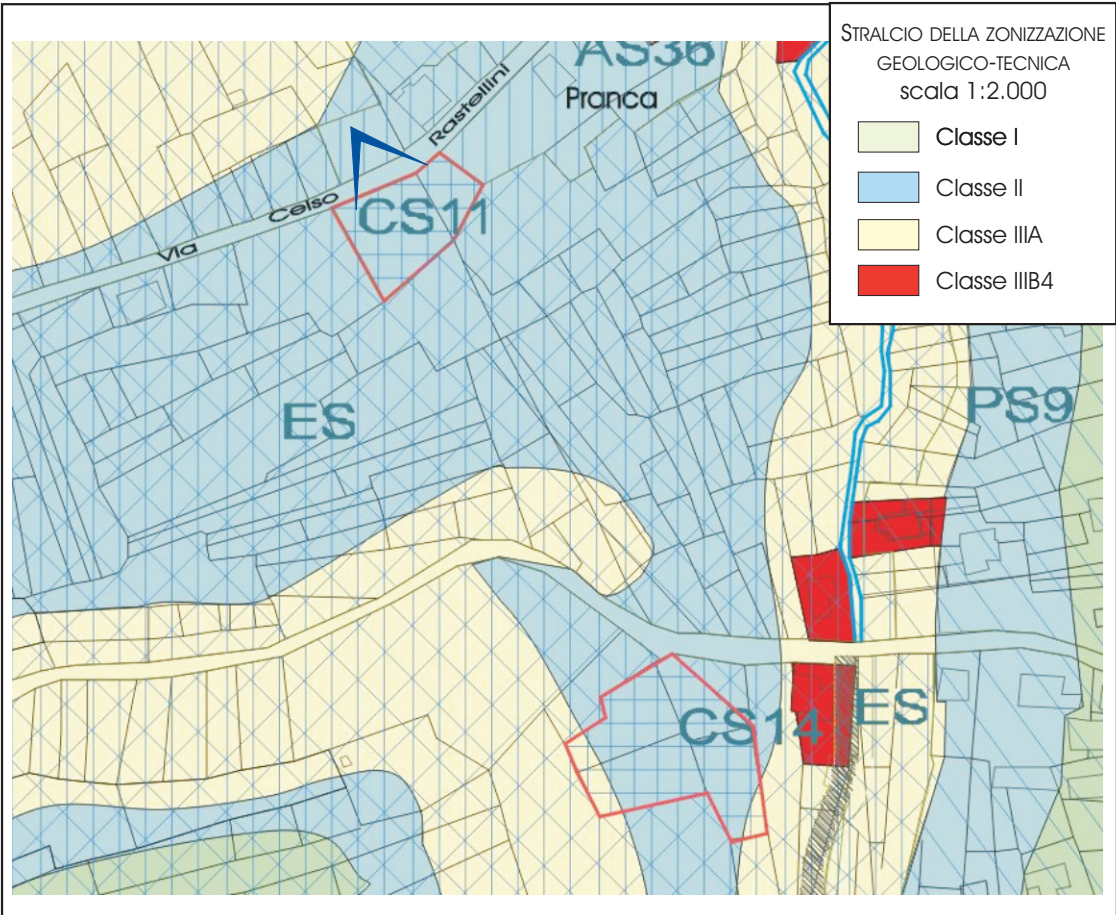 STRALCIO DELLA ZONIZZAZIONE
GEOLOGICO-TECNICA
scala 1:2.000
Classe I
Classe II
Classe IIIA
Classe IIIB4
AS36
Pranca
Via Celso Rastellini
CS11
ES
PS9
CS14
ES